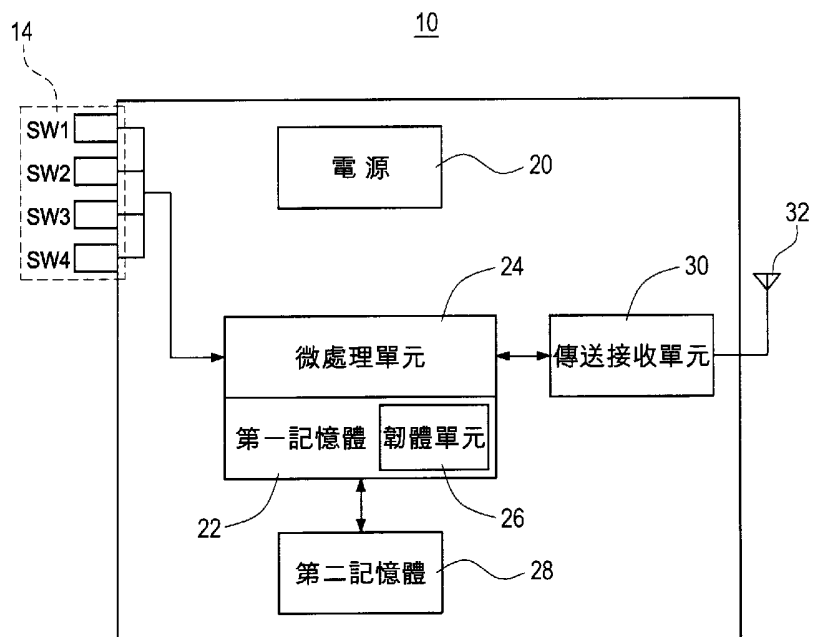 10
14
SW1
SW2
SW3
SW4
電源
20
32
24
30
微處理單元
傳送接收單元
第一記憶體
韌體單元
22
26
第二記憶體
28